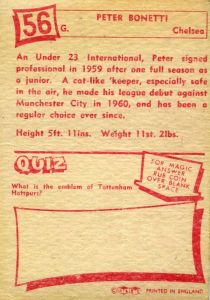 56
G.
PETER BONETTI
Chelsea
An Under 23 International, Peter signed
professional in 1959 after one full season as
a junior. A cat-like 'keeper, especially safe
in the air, he made his league debut against
Manchester City in 1960, and has been a
regular choice ever since.
Height 5ft. 11ins. Weight 11st. 2lbs.
QUIZ
FOR MAGIC
ANSWER
RUB COIN
OVER BLANK
SPACE
What is the emblem of Tottenham
Hotspurs?
PRINTED IN ENGLAND